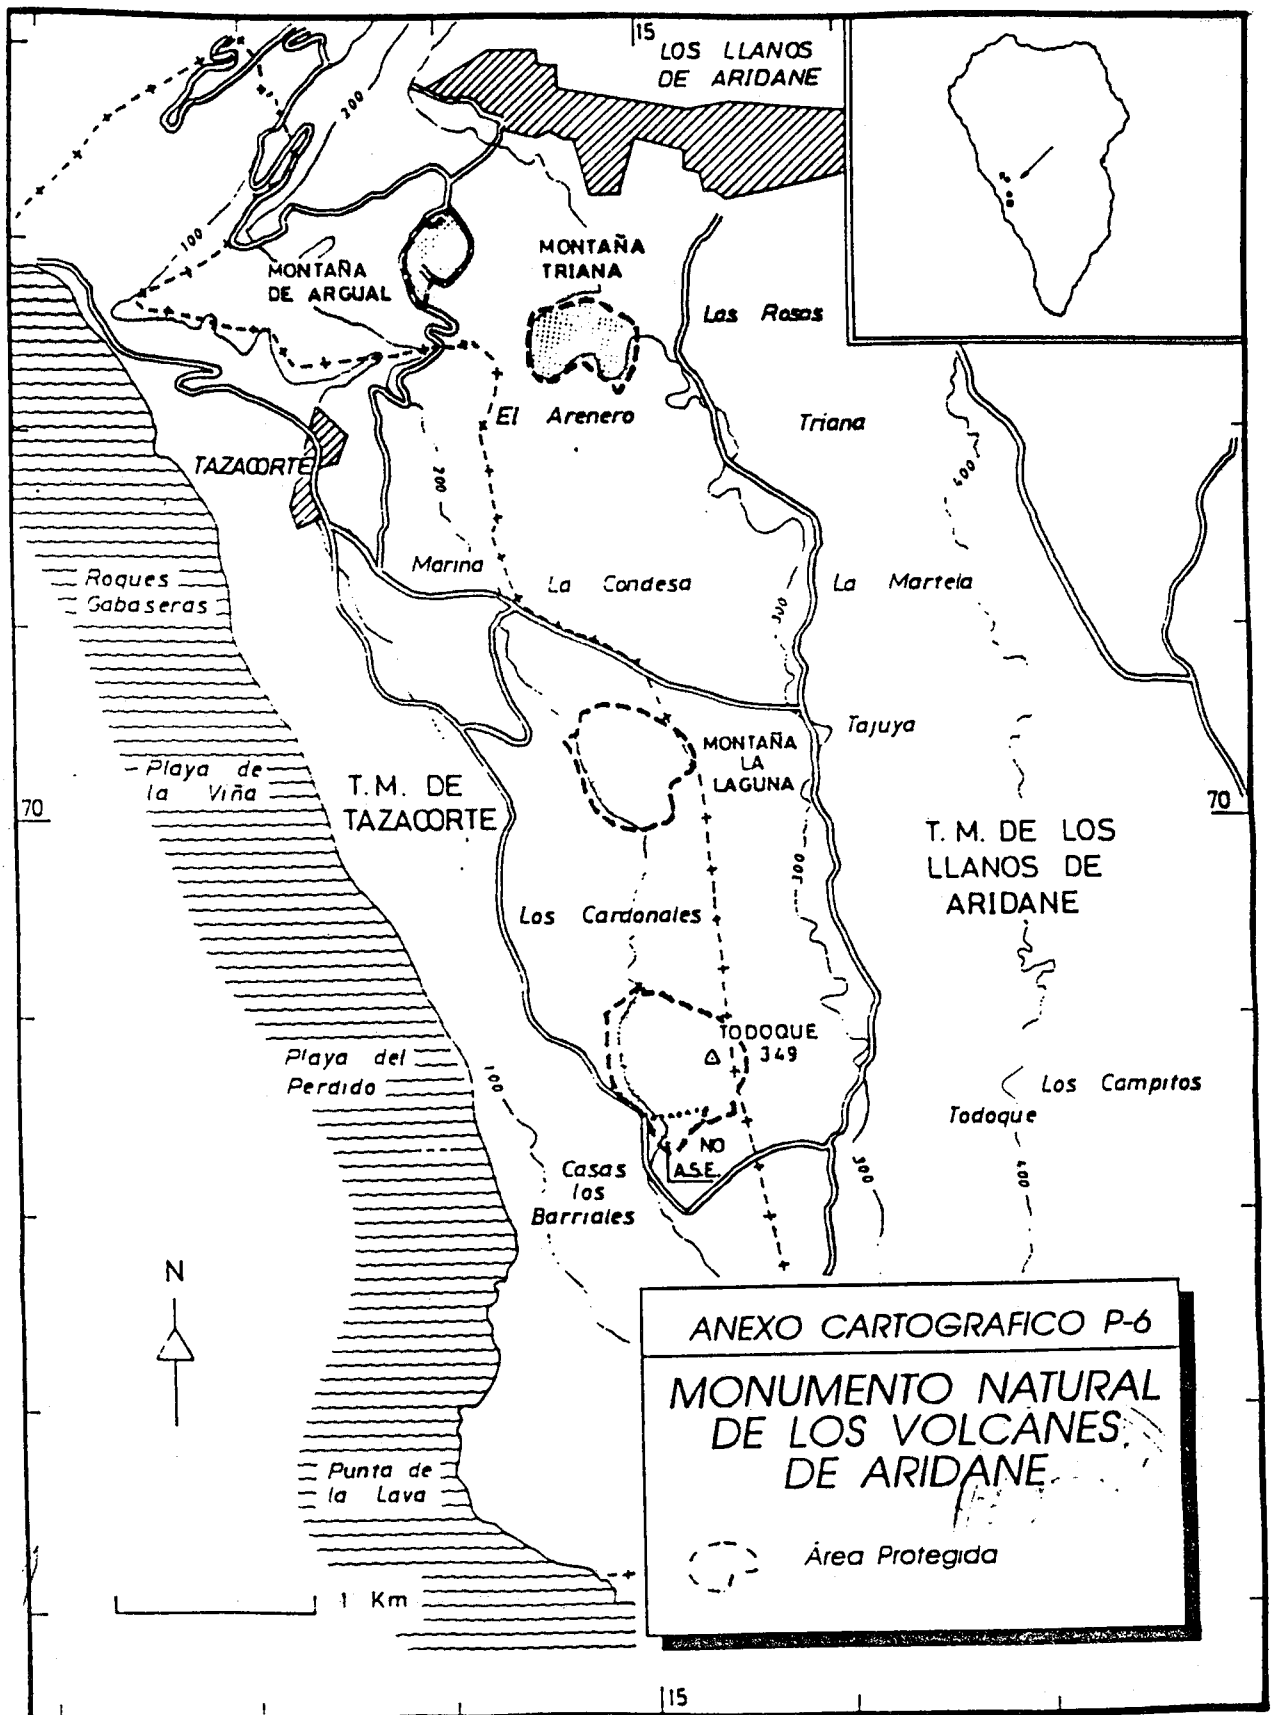 15
LOS LLANOS
DE ARIDANE
200
100
MONTAÑA
DE ARGUAL
MONTAÑA
TRIANA
Las Rosas
El Arenero
Triana
TAZACORTE
200
400
Roques
Gabaseras
Marina
La Condesa
La Martela
300
Tajuya
MONTAÑA
LA
LAGUNA
Playa de
la Viña
T.M. DE
TAZACORTE
70
70
T. M. DE LOS
LLANOS DE
ARIDANE
300
Los Cardonales
TODOQUE
349
Playa del
Perdido
100
Los Campitos
Todoque
NO
A.S.E.
Casas
los
Barriales
300
400
N
ANEXO CARTOGRAFICO P-6
MONUMENTO NATURAL
DE LOS VOLCANES
DE ARIDANE
Área Protegida
Punta de
la Lava
1 Km
15